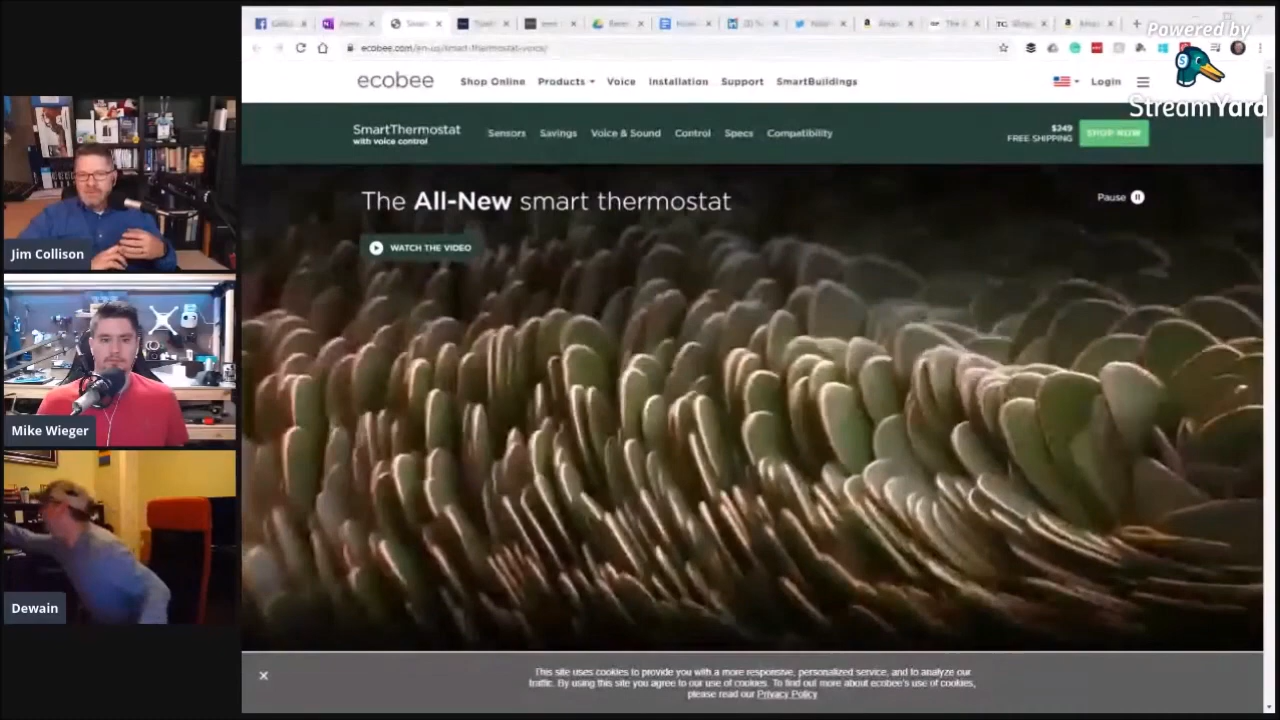 Powered by
StreamYard
ecobee.com/en-us/smart-thermostat-voice/
ecobee
Shop Online
Products
Voice
Installation
Support
SmartBuildings
Login
SmartThermostat
with voice control
Sensors
Savings
Voice & Sound
Control
Specs
Compatibility
$249
FREE SHIPPING
SHOP NOW
The All-New smart thermostat
Pause
WATCH THE VIDEO
Jim Collison
Mike Wieger
Dewain
This site uses cookies to provide you with a more responsive, personalized service, and to analyze our
traffic. By using this site you agree to our use of cookies. To find out more about ecobee's use of cookies,
please read our Privacy Policy